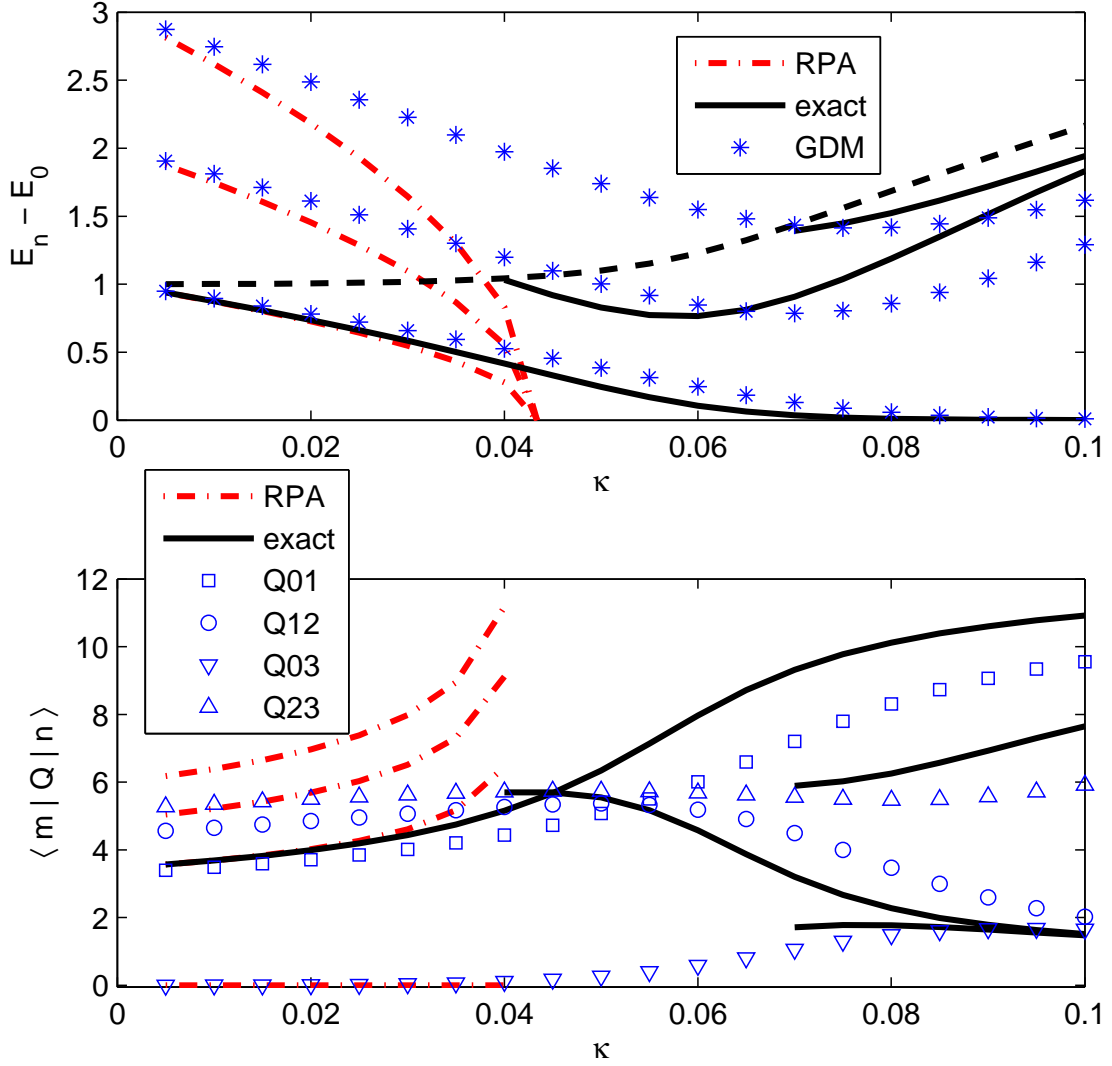 3
2.5
2
1.5
1
0.5
0
E_n − E_0
RPA
exact
GDM
0 0.02 0.04 0.06 0.08 0.1
κ
RPA
exact
Q01
Q12
Q03
Q23
12
10
8
6
4
2
0
⟨ m | Q | n ⟩
0 0.02 0.04 0.06 0.08 0.1
κ